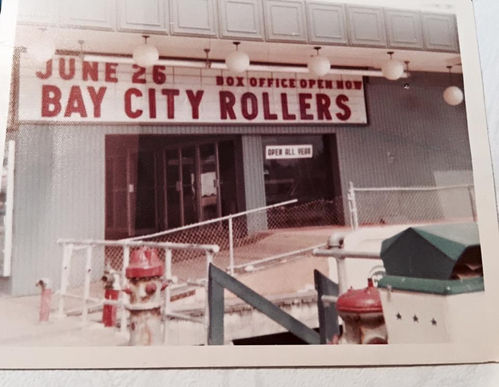 JUNE 26
BOX OFFICE OPEN NOW
BAY CITY ROLLERS
OPEN ALL YEAR